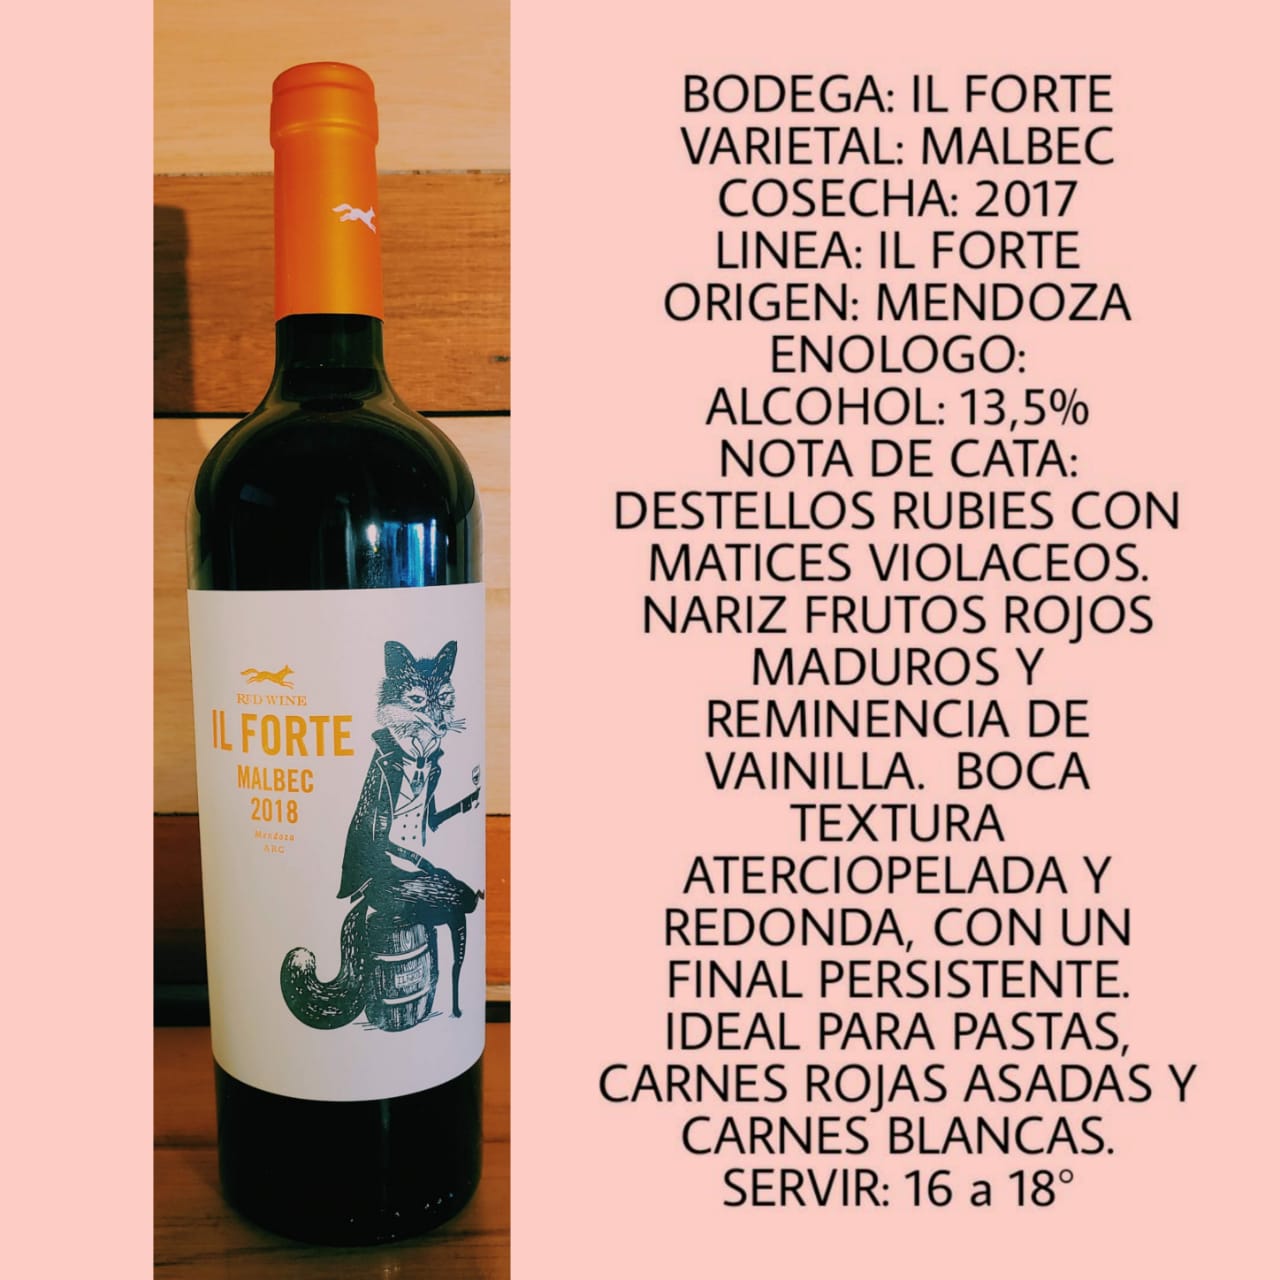 RED WINE
IL FORTE
MALBEC
2018
Mendoza
ARG
BODEGA: IL FORTE
VARIETAL: MALBEC
COSECHA: 2017
LINEA: IL FORTE
ORIGEN: MENDOZA
ENOLOGO:
ALCOHOL: 13,5%
NOTA DE CATA:
DESTELLOS RUBIES CON
MATICES VIOLACEOS.
NARIZ FRUTOS ROJOS
MADUROS Y
REMINENCIA DE
VAINILLA.  BOCA
TEXTURA
ATERCIOPELADA Y
REDONDA, CON UN
FINAL PERSISTENTE.
IDEAL PARA PASTAS,
CARNES ROJAS ASADAS Y
CARNES BLANCAS.
SERVIR: 16 a 18°